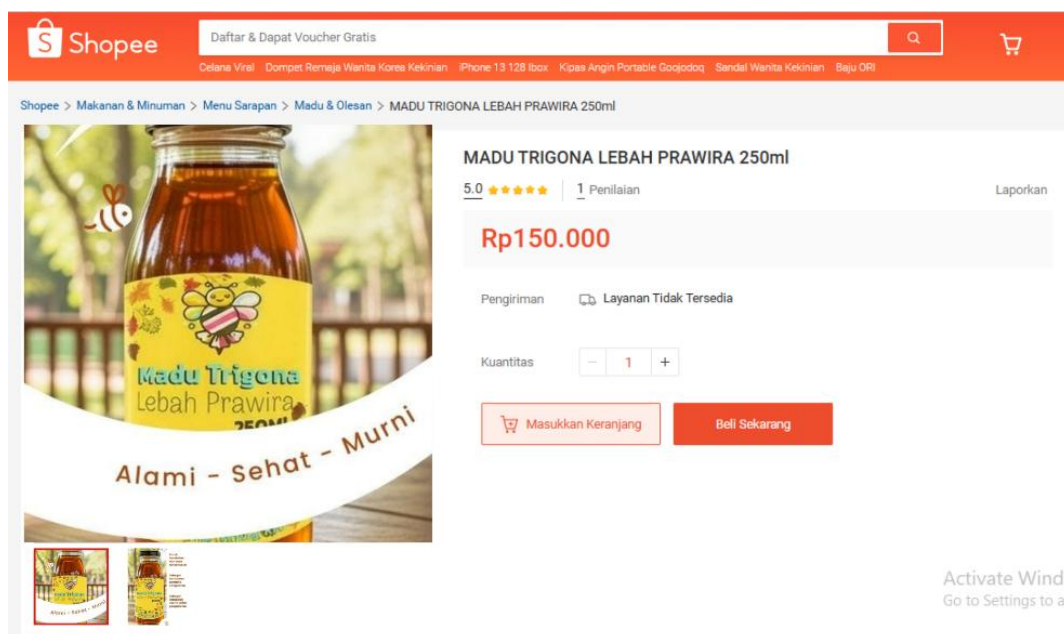 Shopee
Daftar & Dapat Voucher Gratis
Celana Viral Dompet Remaja Wanita Korea Kekinian iPhone 13 128 Ibox Kipas Angin Portable Goojodoq Sandal Wanita Kekinian Baju ORI
Shopee > Makanan & Minuman > Menu Sarapan > Madu & Olesan > MADU TRIGONA LEBAH PRAWIRA 250ml
MADU TRIGONA LEBAH PRAWIRA 250ml
5.0 1 Penilaian Laporkan
Rp150.000
Pengiriman Layanan Tidak Tersedia
Kuantitas - 1 +
Masukkan Keranjang Beli Sekarang
Madu Trigona
Lebah Prawira
250Ml
Alami - Sehat - Murni
Activate Wind
Go to Settings to a